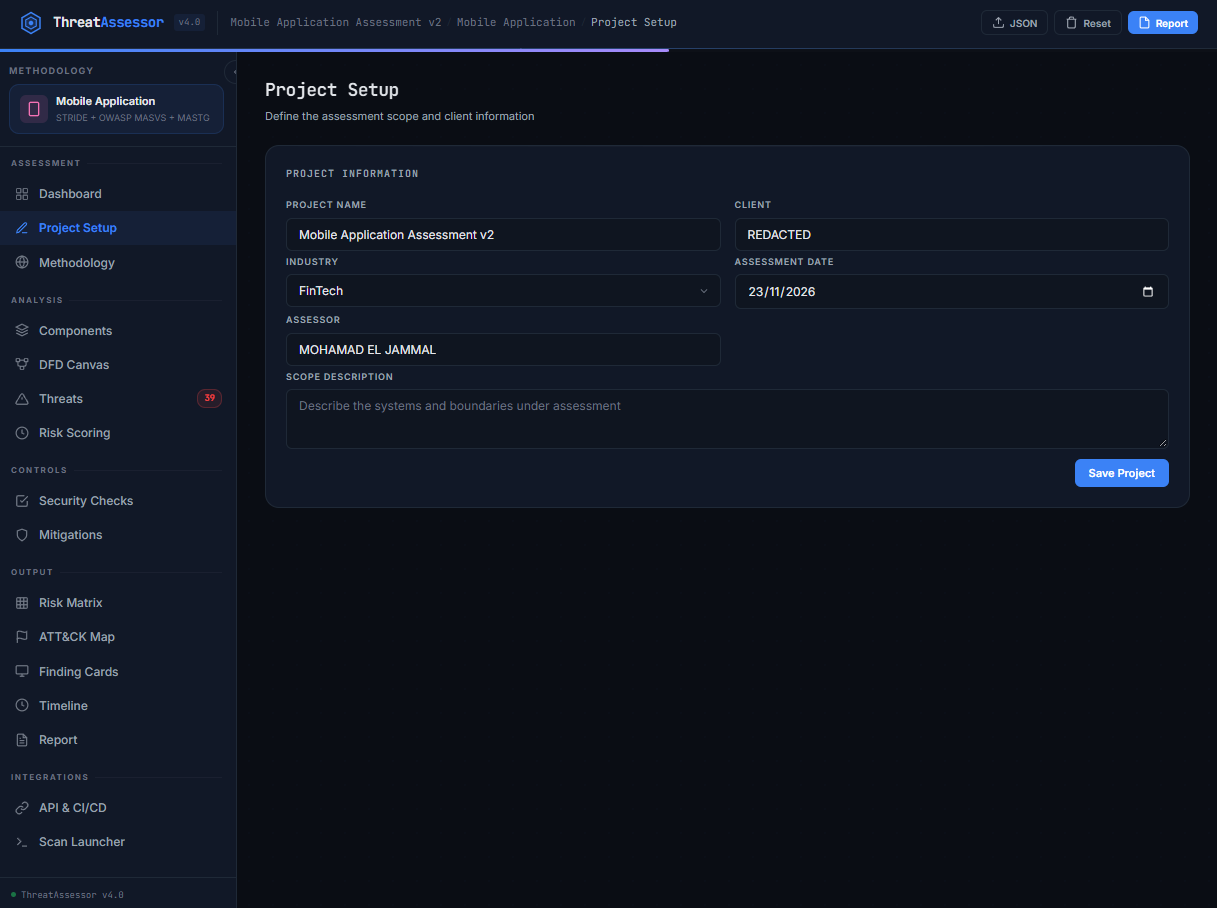 ThreatAssessor v4.0 Mobile Application Assessment v2 / Mobile Application / Project Setup JSON Reset Report
METHODOLOGY
Mobile Application
STRIDE + OWASP MASVS + MASTG
ASSESSMENT
Dashboard
Project Setup
Methodology
ANALYSIS
Components
DFD Canvas
Threats 39
Risk Scoring
CONTROLS
Security Checks
Mitigations
OUTPUT
Risk Matrix
ATT&CK Map
Finding Cards
Timeline
Report
INTEGRATIONS
API & CI/CD
Scan Launcher
ThreatAssessor v4.0
Project Setup
Define the assessment scope and client information
PROJECT INFORMATION
PROJECT NAME
Mobile Application Assessment v2
CLIENT
REDACTED
INDUSTRY
FinTech
ASSESSMENT DATE
23/11/2026
ASSESSOR
MOHAMAD EL JAMMAL
SCOPE DESCRIPTION
Describe the systems and boundaries under assessment
Save Project